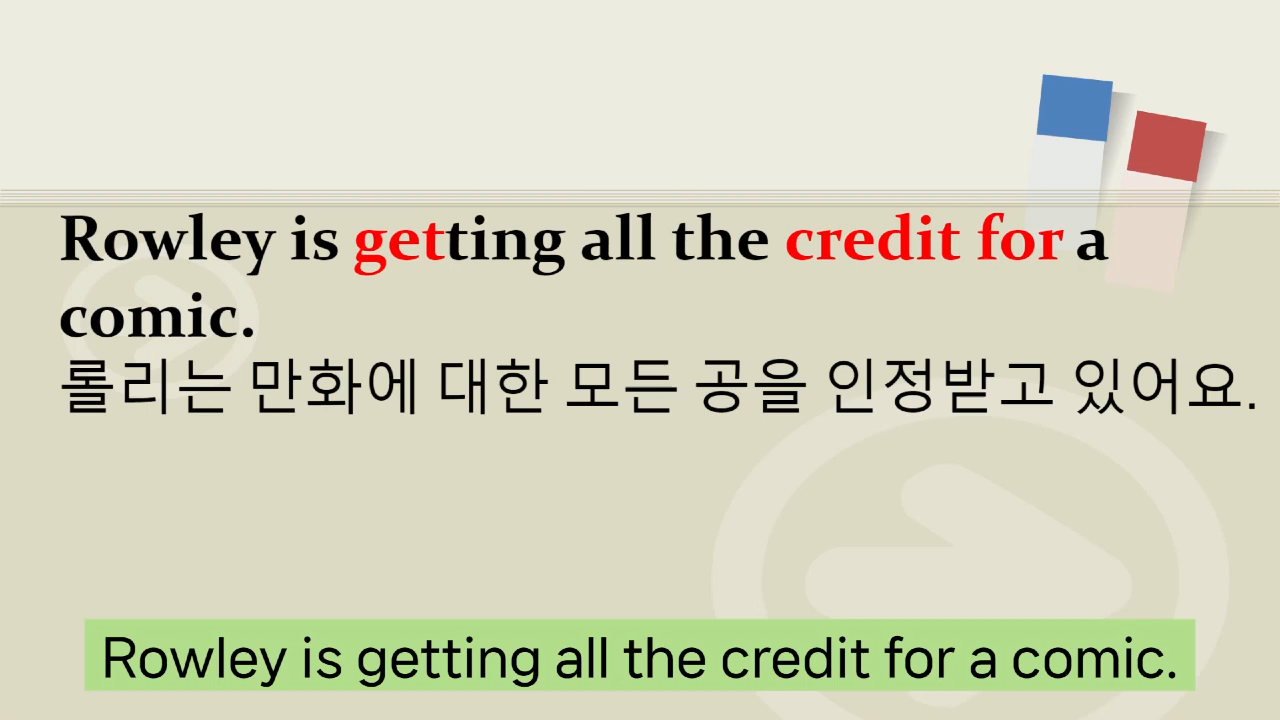 Rowley is getting all the credit for a
comic.
롤리는 만화에 대한 모든 공을 인정받고 있어요.
Rowley is getting all the credit for a comic.